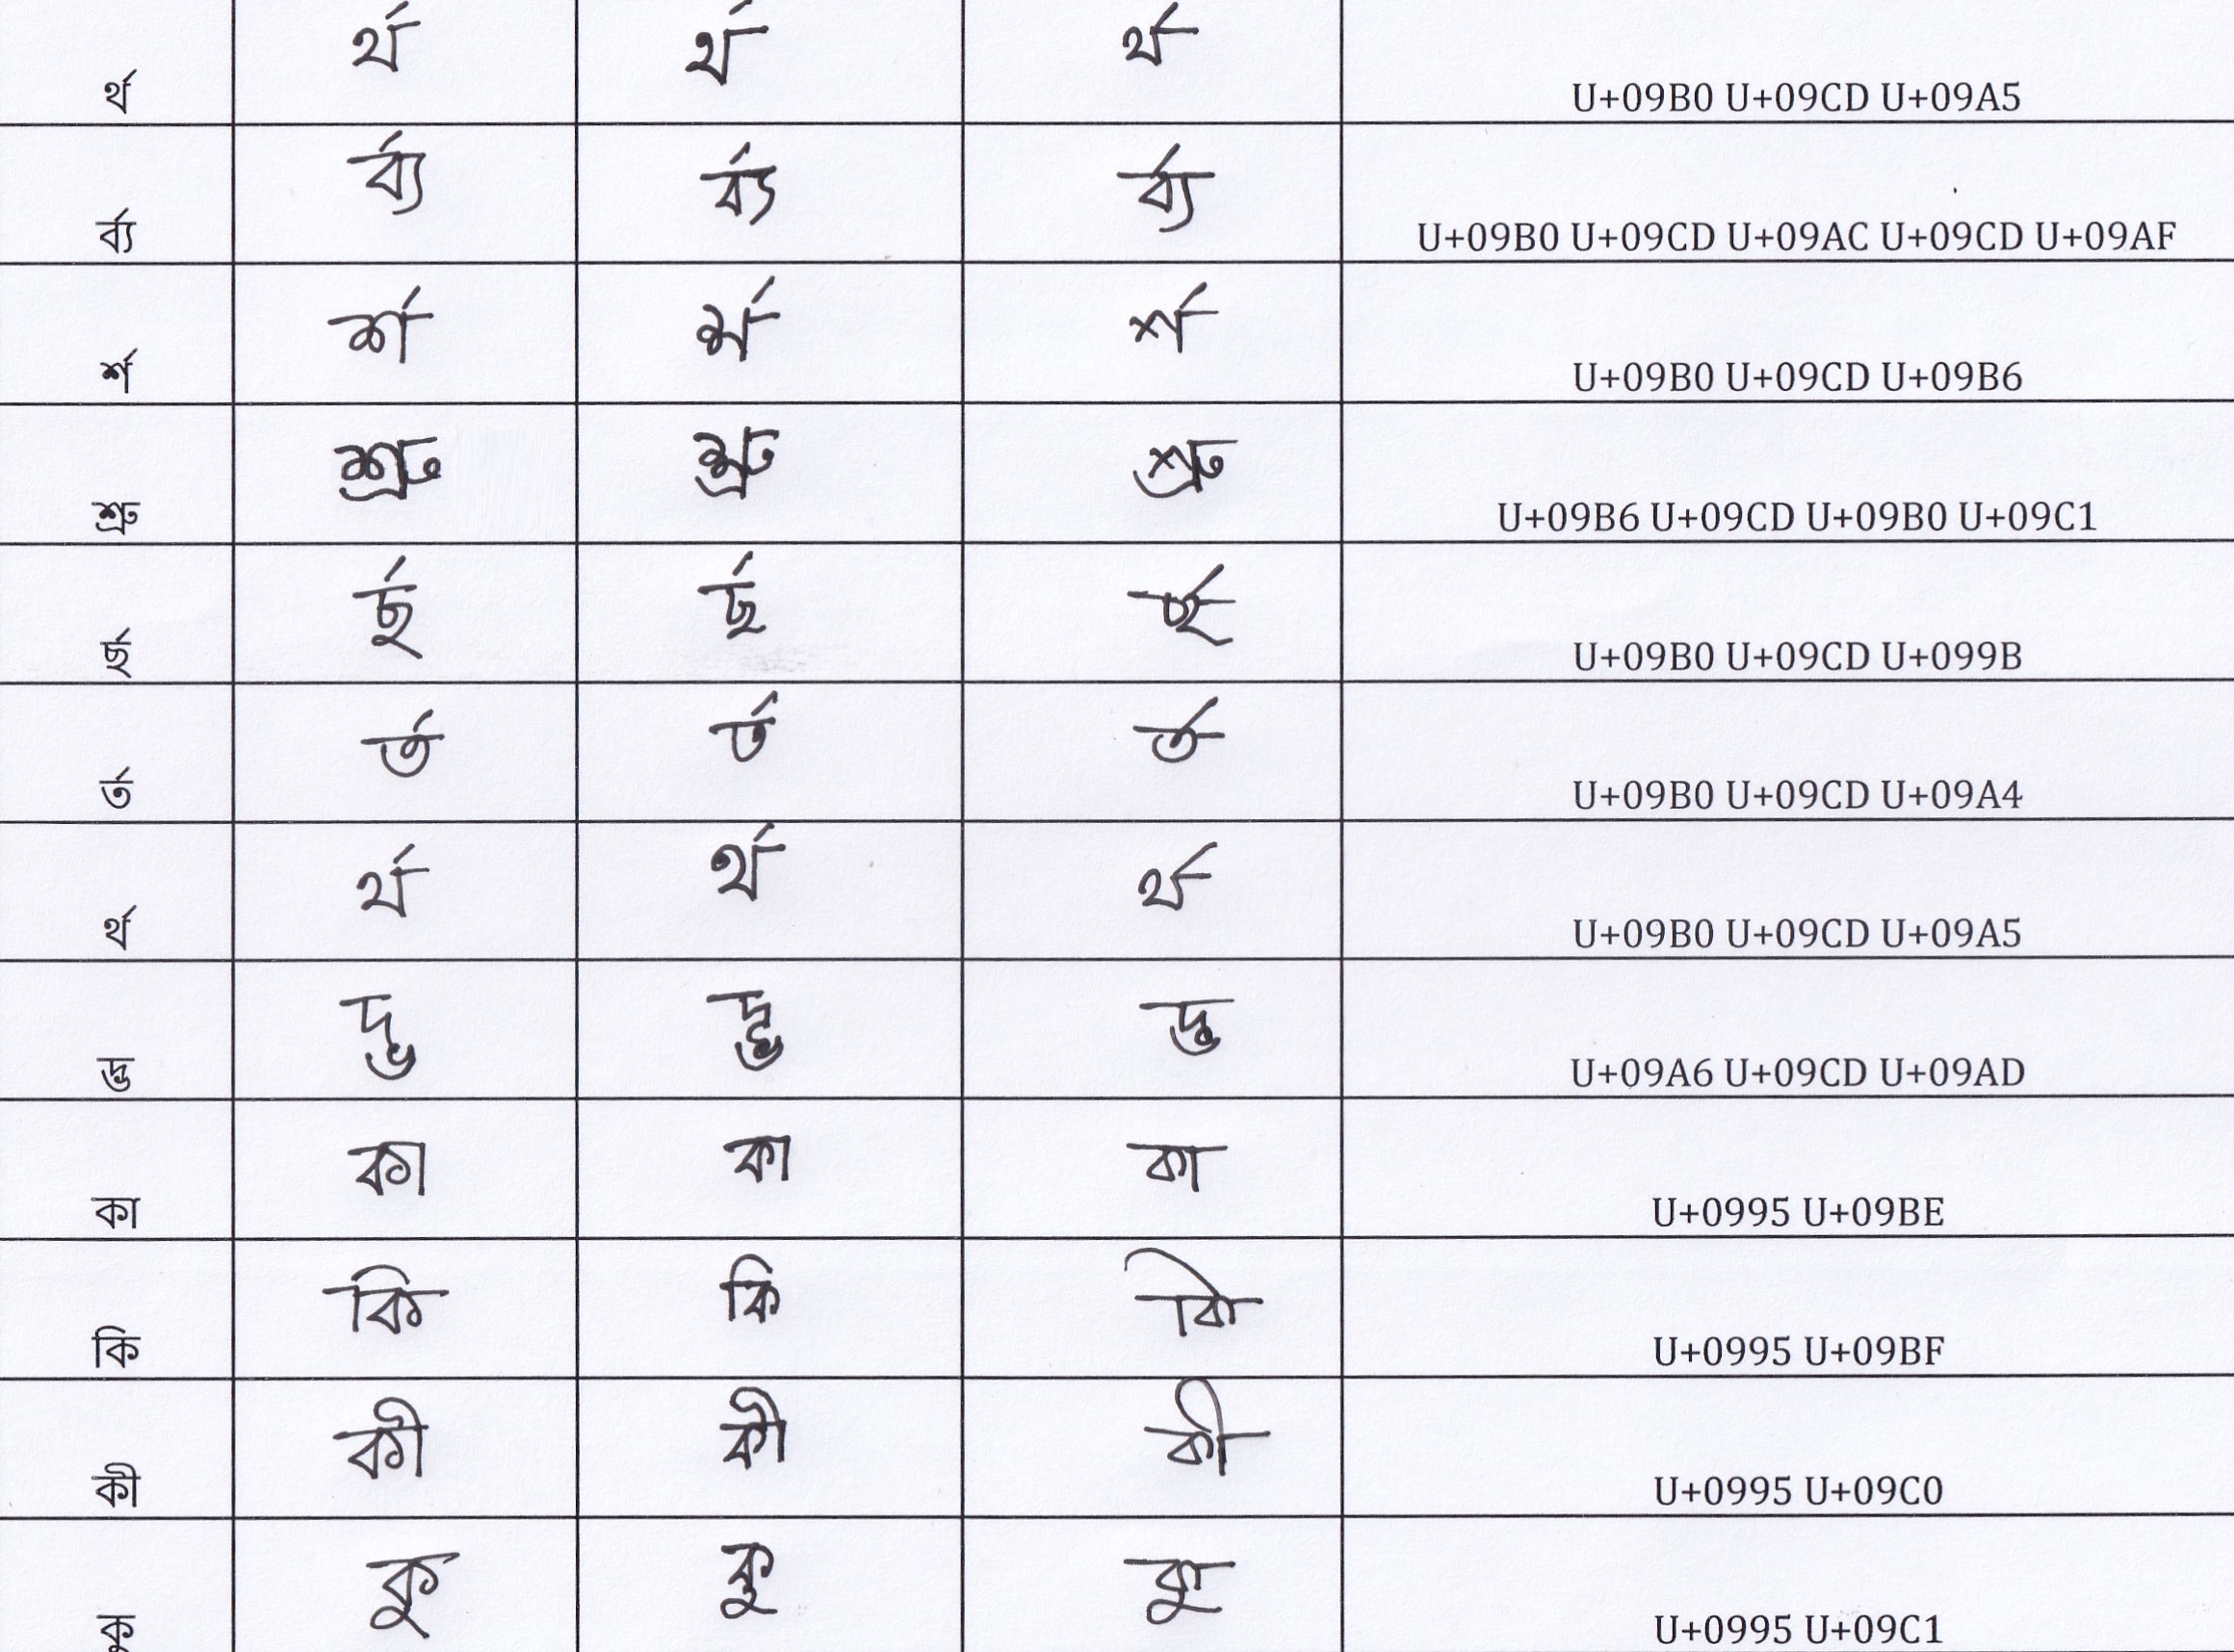 র্থ র্থ র্থ র্থ U+09B0 U+09CD U+09A5
র্ব্য র্ব্য র্ব্য র্ব্য U+09B0 U+09CD U+09AC U+09CD U+09AF
র্শ র্শ র্শ র্শ U+09B0 U+09CD U+09B6
শ্রু শ্রু শ্রু শ্রু U+09B6 U+09CD U+09B0 U+09C1
র্ছ র্ছ র্ছ র্ছ U+09B0 U+09CD U+099B
র্ত র্ত র্ত র্ত U+09B0 U+09CD U+09A4
র্থ র্থ র্থ র্থ U+09B0 U+09CD U+09A5
দ্ভ দ্ভ দ্ভ দ্ভ U+09A6 U+09CD U+09AD
কা কা কা কা U+0995 U+09BE
কি কি কি কি U+0995 U+09BF
কী কী কী কী U+0995 U+09C0
কু কু কু কু U+0995 U+09C1